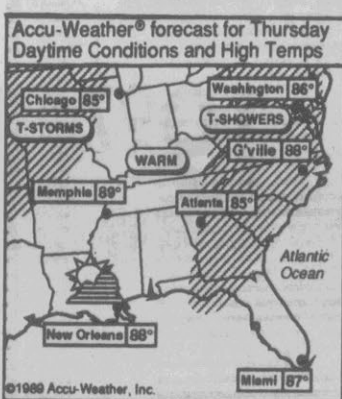 Accu-Weather® forecast for Thursday
Daytime Conditions and High Temps
Chicago 85°
Washington 86°
T-STORMS
T-SHOWERS
WARM
G'ville 88°
Memphis 89°
Atlanta 85°
Atlantic
Ocean
New Orleans 88°
Miami 87°
©1989 Accu-Weather, Inc.